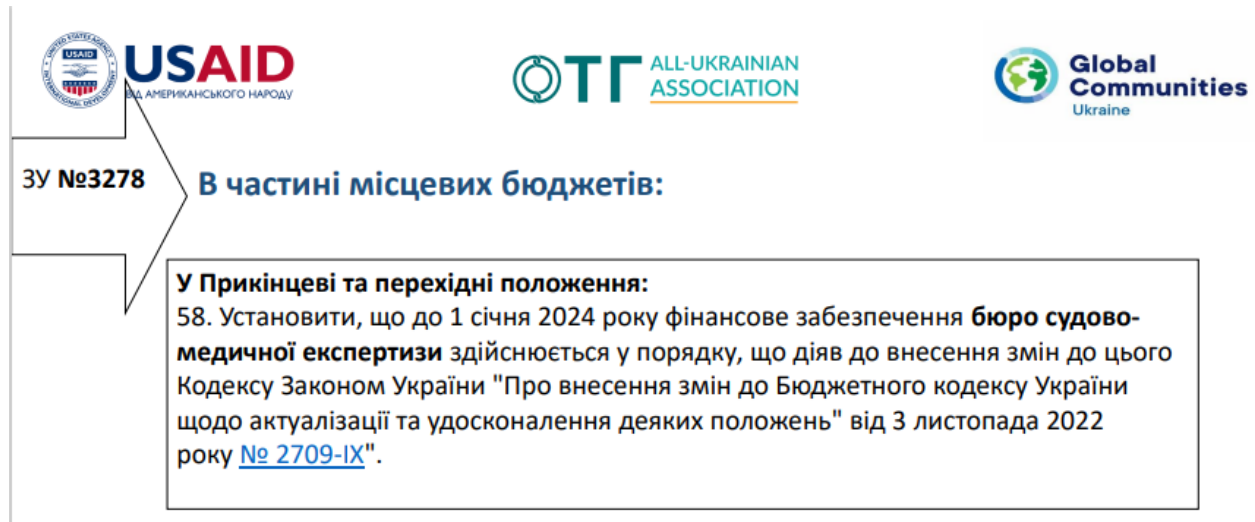 USAID
ВІД АМЕРИКАНСЬКОГО НАРОДУ
ОТГ ALL-UKRAINIAN
ASSOCIATION
Global
Communities
Ukraine
ЗУ №3278
В частині місцевих бюджетів:
У Прикінцеві та перехідні положення:
58. Установити, що до 1 січня 2024 року фінансове забезпечення бюро судово-
медичної експертизи здійснюється у порядку, що діяв до внесення змін до цього
Кодексу Законом України "Про внесення змін до Бюджетного кодексу України
щодо актуалізації та удосконалення деяких положень" від 3 листопада 2022
року № 2709-IX".